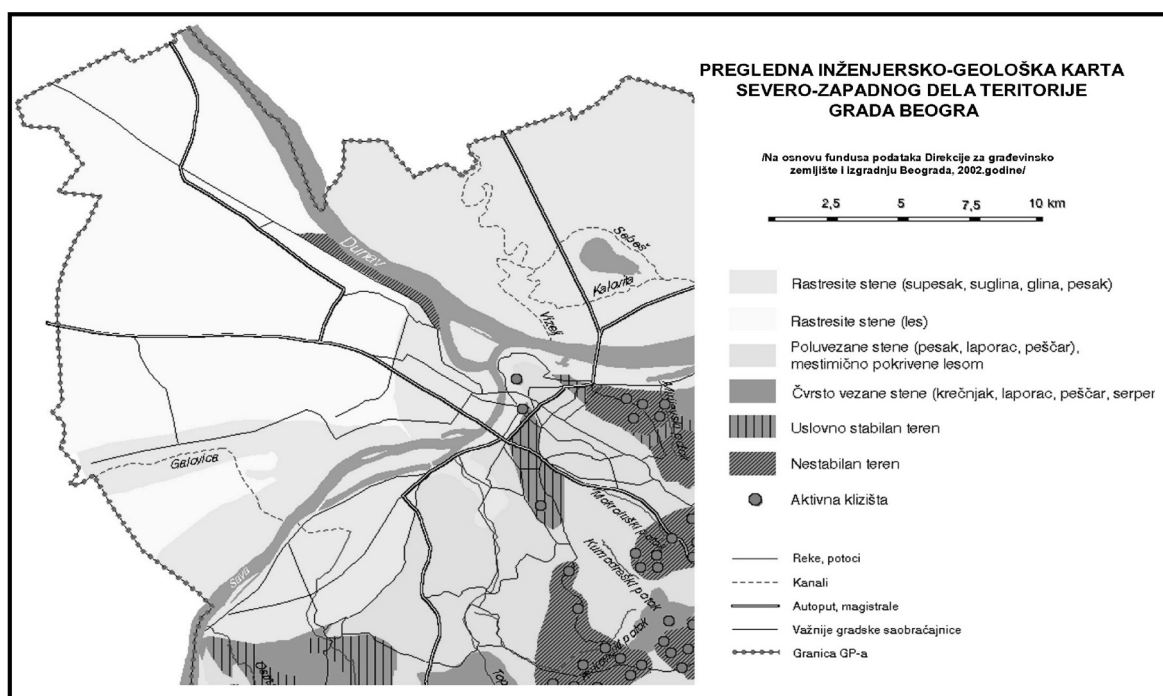 PREGLEDNA INŽENJERSKO-GEOLOŠKA KARTA
SEVERO-ZAPADNOG DELA TERITORIJE
GRADA BEOGRA
/Na osnovu fundusa podataka Direkcije za građevinsko
zemljište i izgradnju Beograda, 2002.godine/
2,5 5 7,5 10 km
Rastresite stene (supesak, suglina, glina, pesak)
Rastresite stene (les)
Poluvezane stene (pesak, laporac, peščar),
mestimično pokrivene lesom
Čvrsto vezane stene (krečnjak, laporac, peščar, serper
Uslovno stabilan teren
Nestabilan teren
Aktivna klizišta
Reke, potoci
Kanali
Autoput, magistrale
Važnije gradske saobraćajnice
Granica GP-a
Dunav
Sebeš
Kalovita
Vizelj
Galovica
Sava
Mokroluški potok
Kumodraški potok
potok
Top